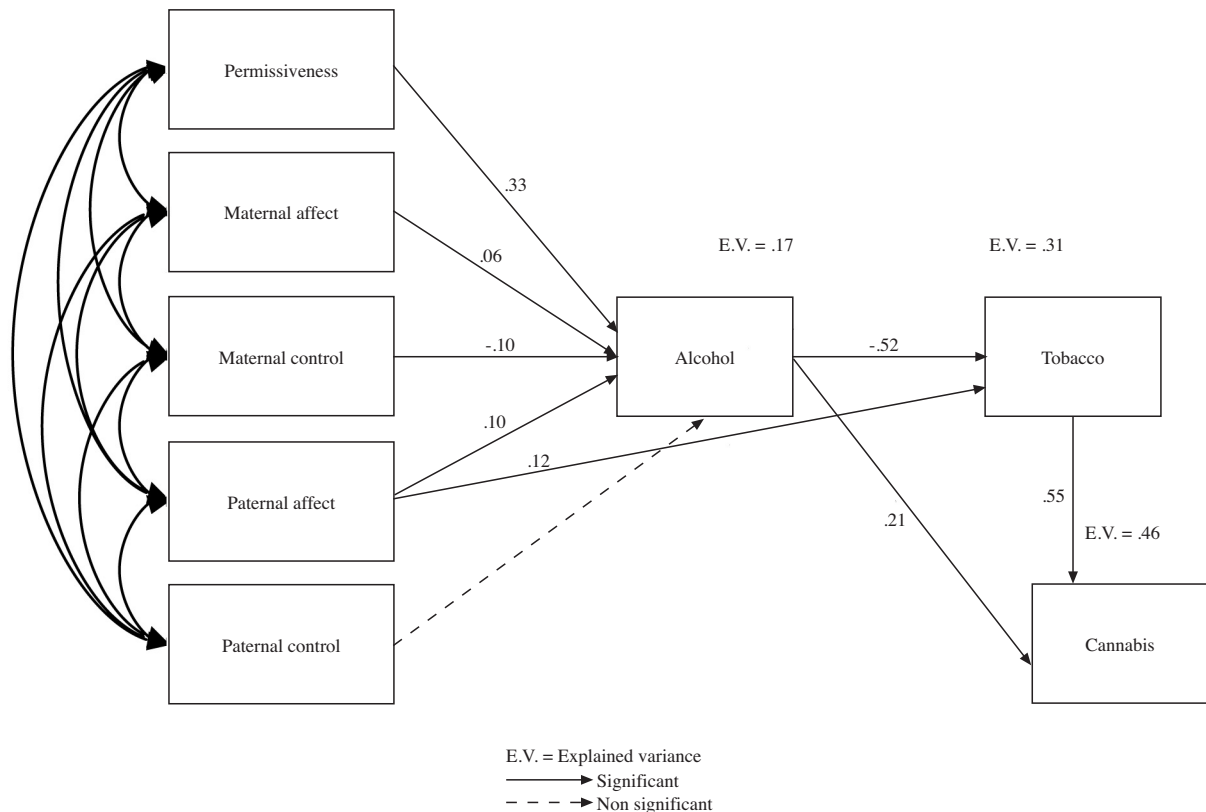 Permissiveness
.33
Maternal affect
E.V. = .17
E.V. = .31
.06
Maternal control
-.10
Alcohol
-.52
Tobacco
.10
.12
Paternal affect
.21
.55
E.V. = .46
Paternal control
Cannabis
E.V. = Explained variance
Significant
Non significant